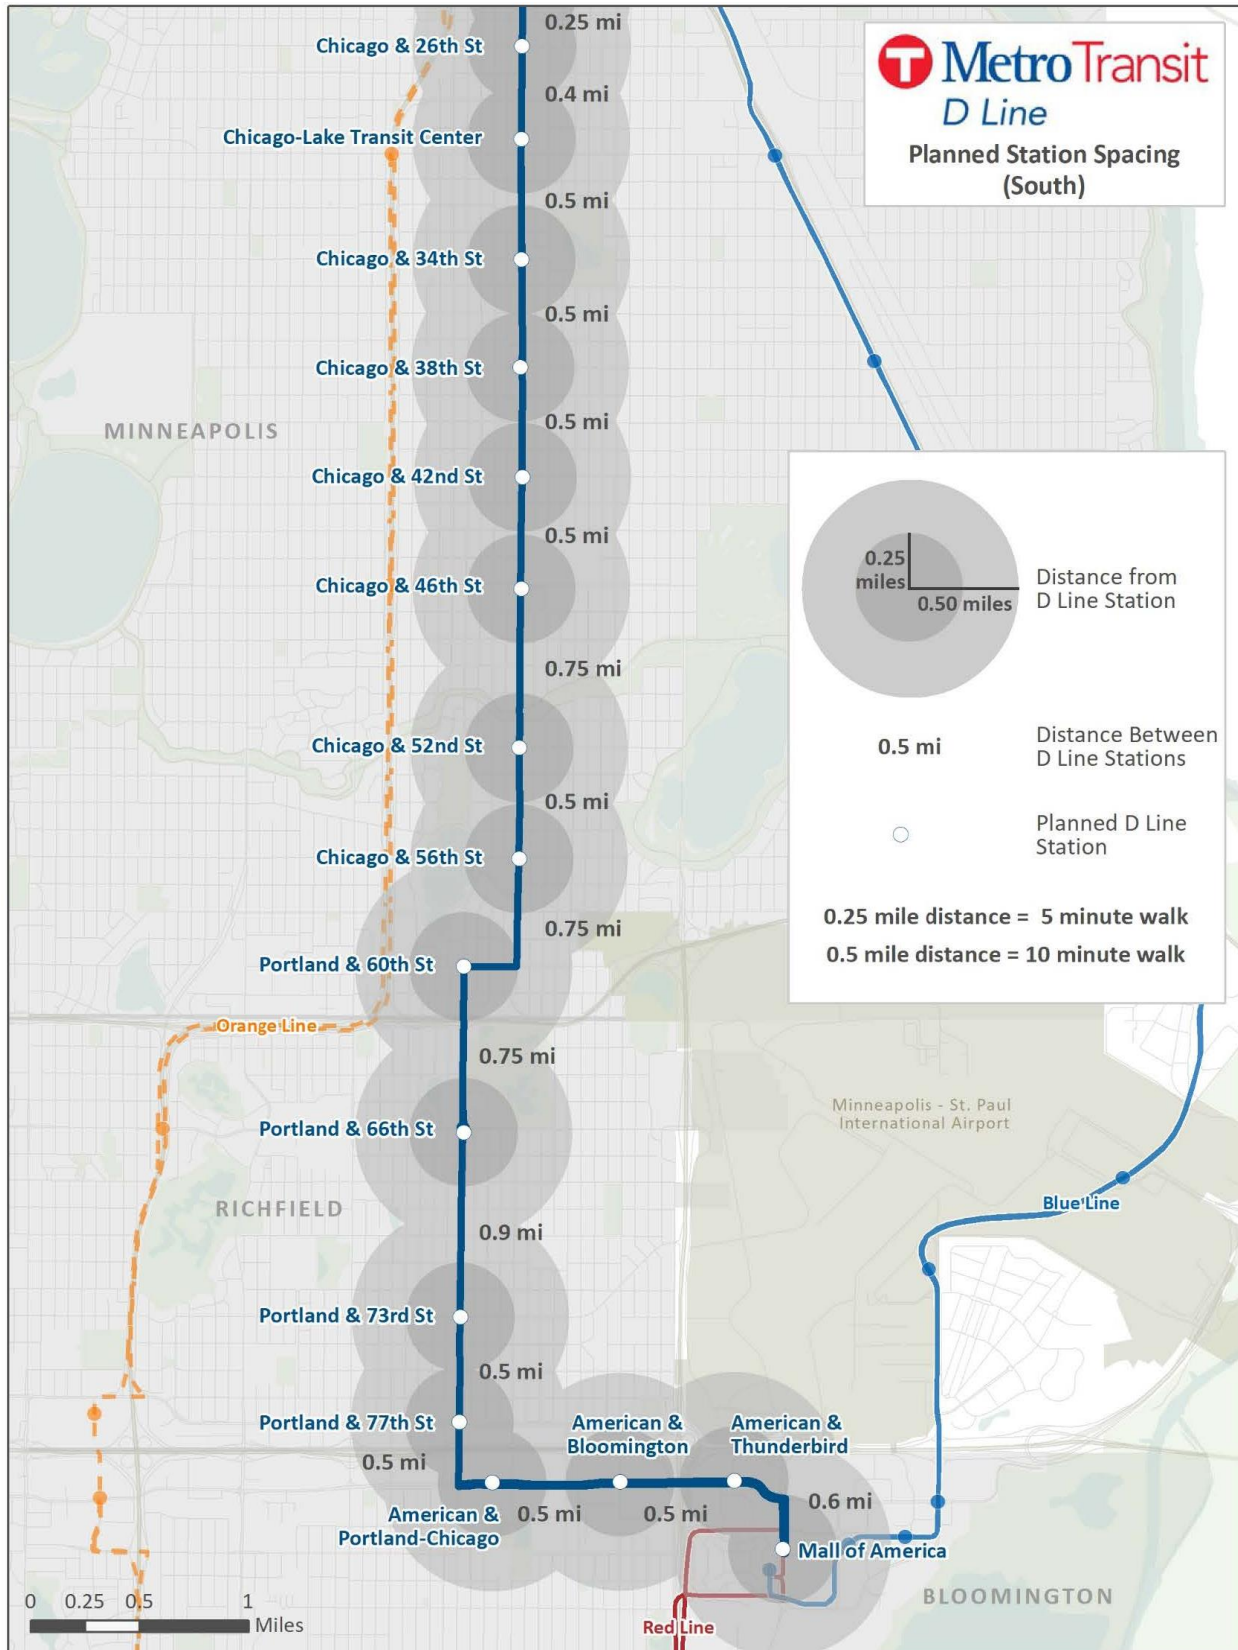 T MetroTransit
D Line
Planned Station Spacing
(South)
0.25 mi
Chicago & 26th St
0.4 mi
Chicago-Lake Transit Center
0.5 mi
Chicago & 34th St
0.5 mi
Chicago & 38th St
0.5 mi
MINNEAPOLIS
Chicago & 42nd St
0.5 mi
Chicago & 46th St
0.75 mi
Chicago & 52nd St
0.5 mi
Chicago & 56th St
0.75 mi
Portland & 60th St
Orange Line
0.75 mi
Portland & 66th St
RICHFIELD
0.9 mi
Portland & 73rd St
0.5 mi
Portland & 77th St
0.5 mi
American &
Portland-Chicago
0.5 mi
American &
Bloomington
0.5 mi
American &
Thunderbird
0.6 mi
Mall of America
BLOOMINGTON
Red Line
Blue Line
Minneapolis - St. Paul
International Airport
0.25
miles
0.50 miles
Distance from
D Line Station
0.5 mi
Distance Between
D Line Stations
Planned D Line
Station
0.25 mile distance = 5 minute walk
0.5 mile distance = 10 minute walk
0 0.25 0.5 1
Miles